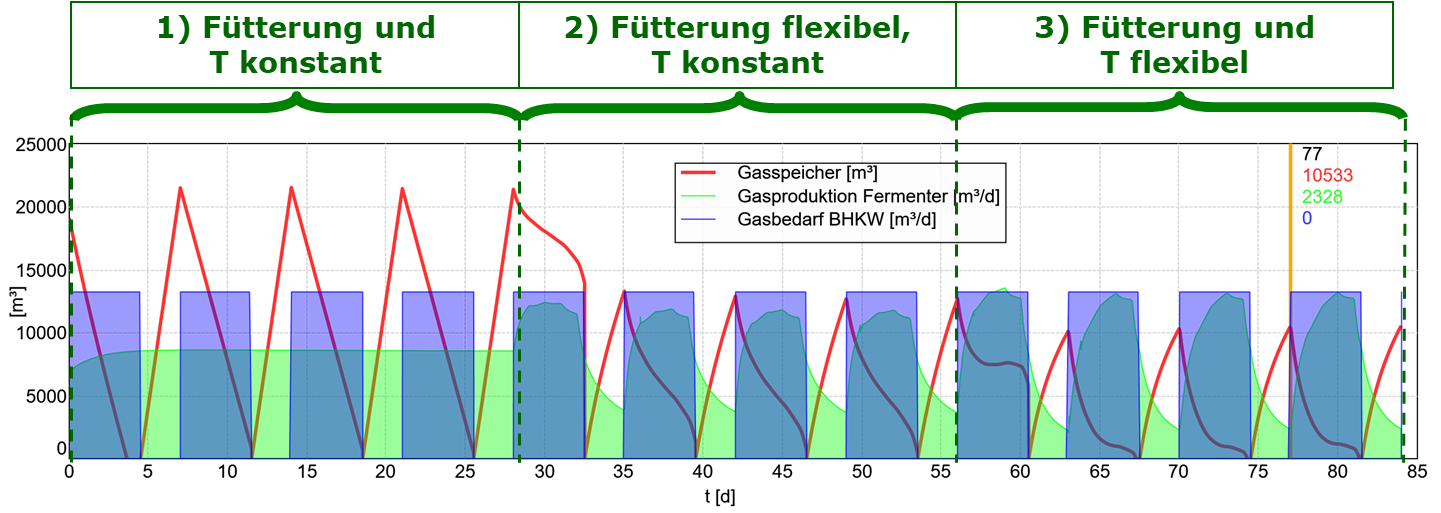 1) Fütterung und
T konstant
2) Fütterung flexibel,
T konstant
3) Fütterung und
T flexibel
25000
20000
15000
10000
5000
0
[m³]
Gasspeicher [m³]
Gasproduktion Fermenter [m³/d]
Gasbedarf BHKW [m³/d]
77
10533
2328
0
0 5 10 15 20 25 30 35 40 45 50 55 60 65 70 75 80 85
t [d]